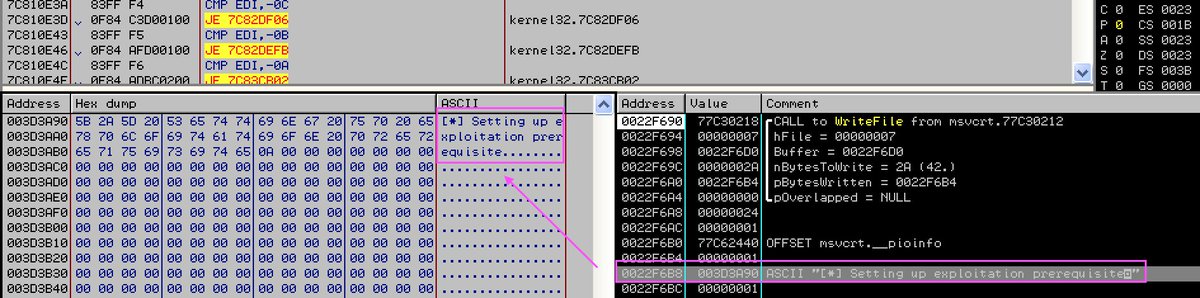 7C810E3A 83FF F4 CMP EDI,-0C
7C810E3D 0F84 C3D00100 JE 7C82DF06 kernel32.7C82DF06
7C810E43 83FF F5 CMP EDI,-0B
7C810E46 0F84 AFD00100 JE 7C82DEFB kernel32.7C82DEFB
7C810E4C 83FF F6 CMP EDI,-0A
7C810E4F 0F84 ADBC0200 JE 7C83CB02 kernel32.7C83CB02
C 0 ES 0023
P 0 CS 001B
A 0 SS 0023
Z 0 DS 0023
S 0 FS 003B
T 0 GS 0000
Address Hex dump ASCII
003D3A90 5B 2A 5D 20 53 65 74 74 69 6E 67 20 75 70 20 65 [*] Setting up e
003D3AA0 78 70 6C 6F 69 74 61 74 69 6F 6E 20 70 72 65 72 xploitation prer
003D3AB0 65 71 75 69 73 69 74 65 0A 00 00 00 00 00 00 00 equisite........
003D3AC0 00 00 00 00 00 00 00 00 00 00 00 00 00 00 00 00 ................
003D3AD0 00 00 00 00 00 00 00 00 00 00 00 00 00 00 00 00 ................
003D3AE0 00 00 00 00 00 00 00 00 00 00 00 00 00 00 00 00 ................
003D3AF0 00 00 00 00 00 00 00 00 00 00 00 00 00 00 00 00 ................
003D3B00 00 00 00 00 00 00 00 00 00 00 00 00 00 00 00 00 ................
003D3B10 00 00 00 00 00 00 00 00 00 00 00 00 00 00 00 00 ................
003D3B20 00 00 00 00 00 00 00 00 00 00 00 00 00 00 00 00 ................
003D3B30 00 00 00 00 00 00 00 00 00 00 00 00 00 00 00 00 ................
003D3B40 00 00 00 00 00 00 00 00 00 00 00 00 00 00 00 00 ................
Address Value Comment
0022F690 77C30218 CALL to WriteFile from msvcrt.77C30212
0022F694 00000007 hFile = 00000007
0022F698 0022F6D0 Buffer = 0022F6D0
0022F69C 0000002A nBytesToWrite = 2A (42.)
0022F6A0 0022F6B4 pBytesWritten = 0022F6B4
0022F6A4 00000000 pOverlapped = NULL
0022F6A8 00000024
0022F6AC 00000001
0022F6B0 77C62440 OFFSET msvcrt.__pioinfo
0022F6B4 00000001
0022F6B8 003D3A90 ASCII "[*] Setting up exploitation prerequisite◙"
0022F6BC 00000001